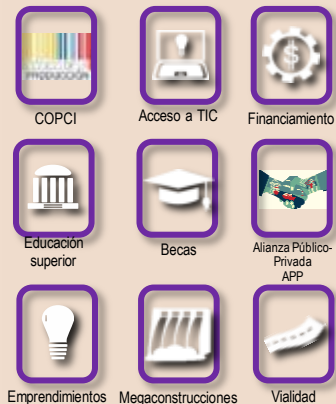 COPCI
Acceso a TIC
Financiamiento
Educación
superior
Becas
Alianza Público-
Privada
APP
Emprendimientos
Megaconstrucciones
Vialidad